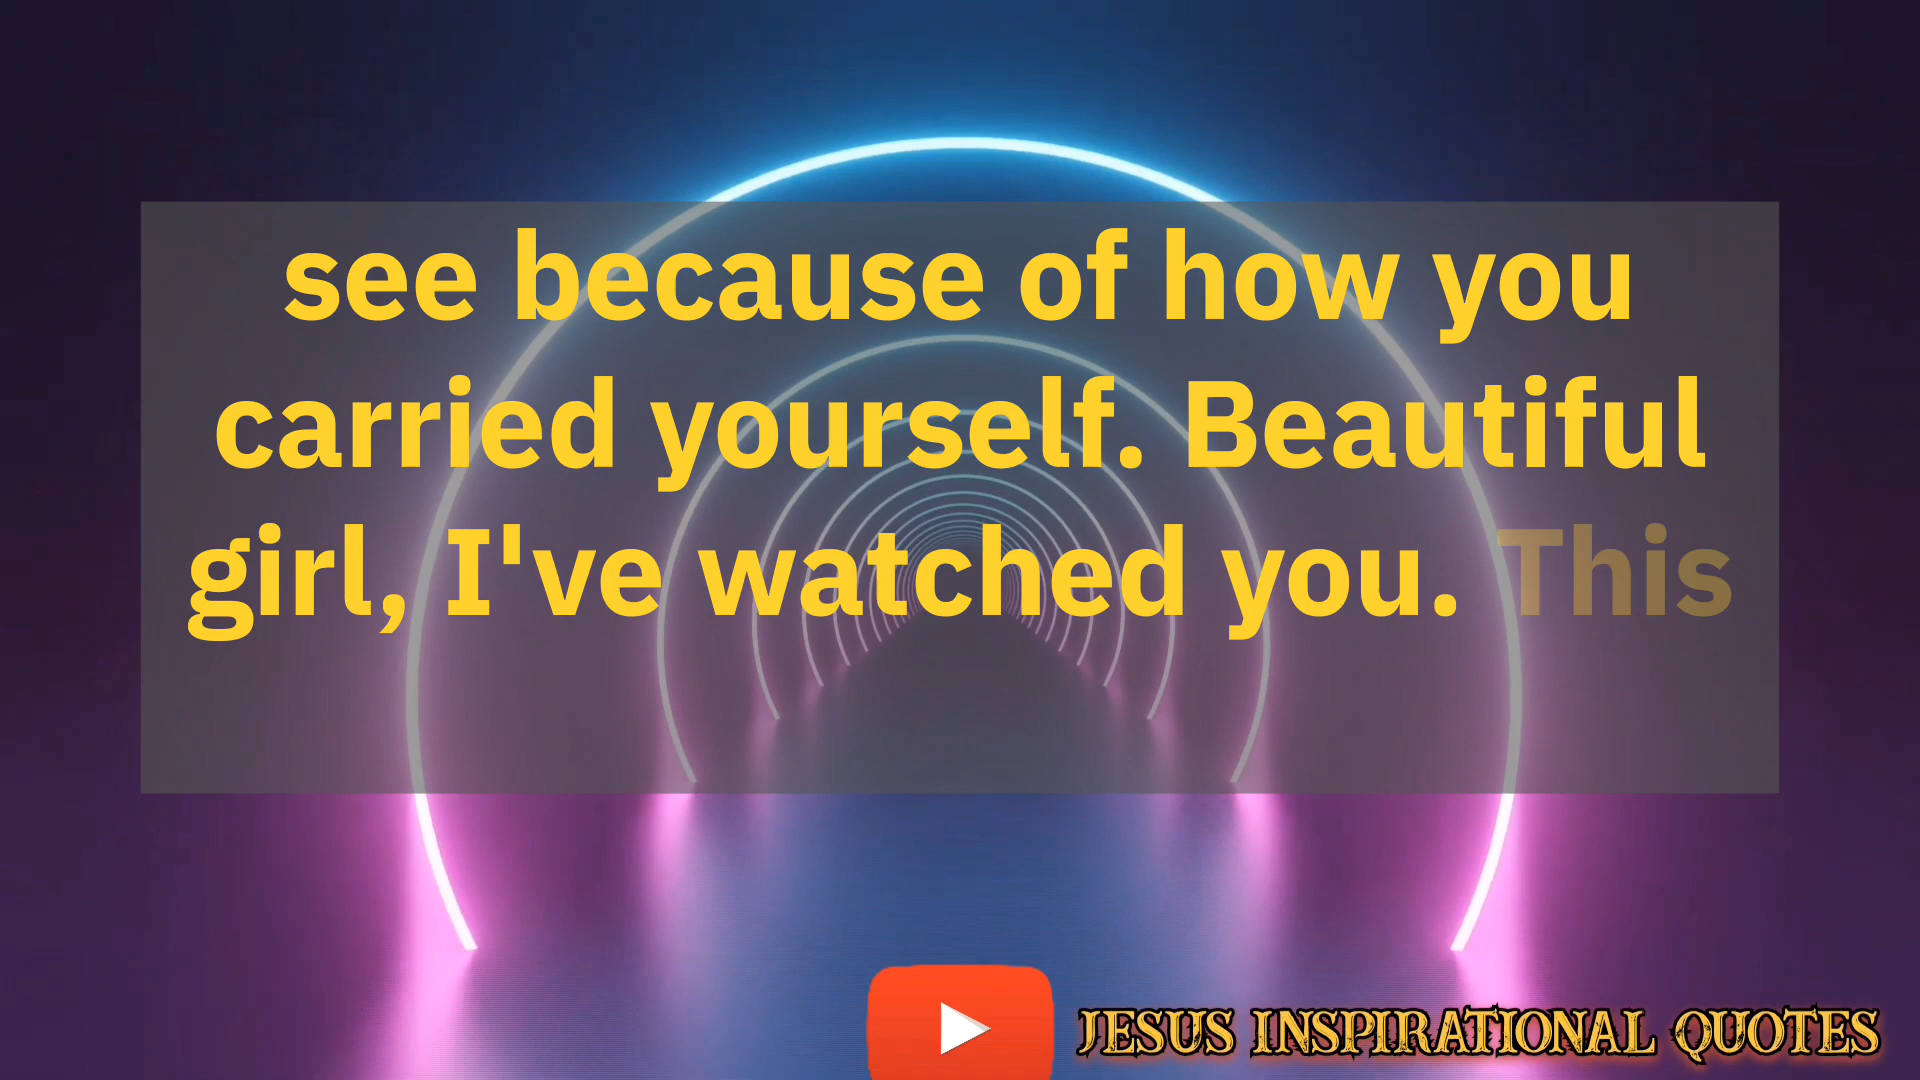 see because of how you
carried yourself. Beautiful
girl, I've watched you. This
JESUS INSPIRATIONAL QUOTES